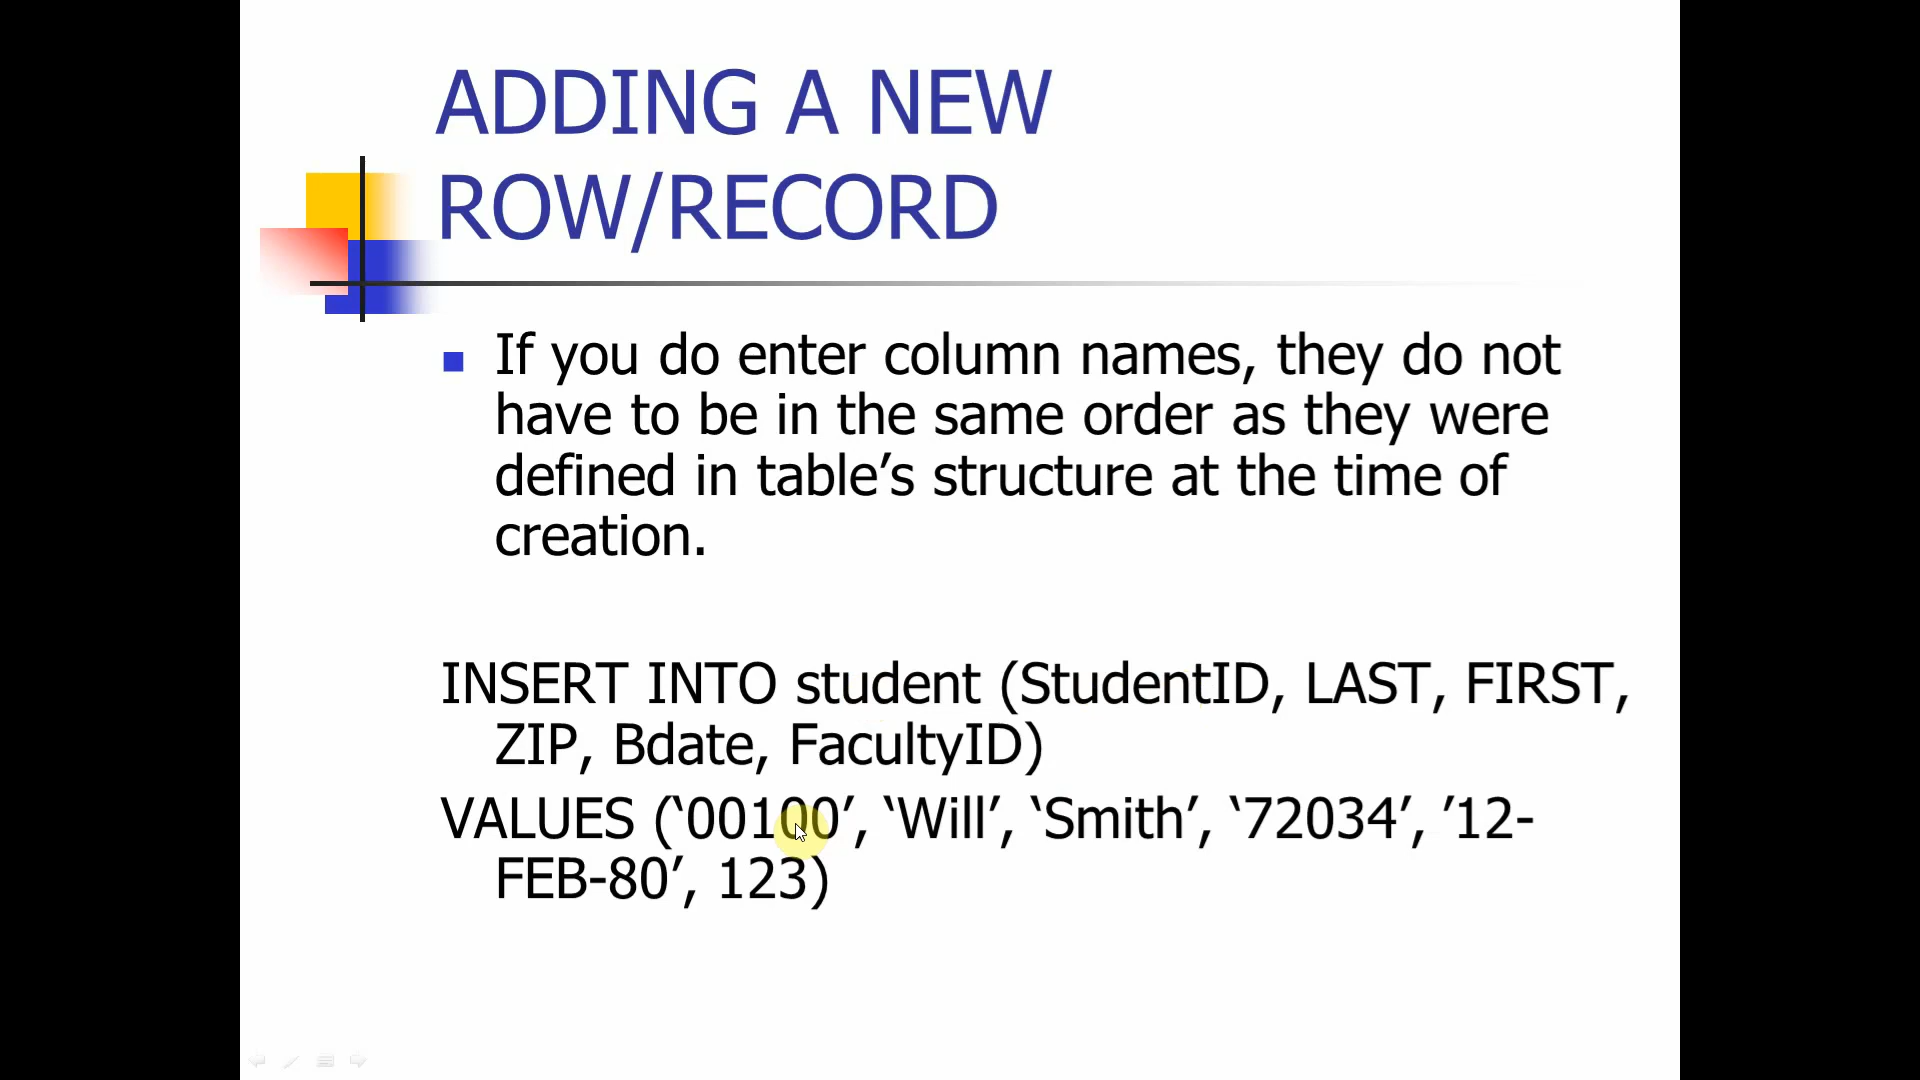 ADDING A NEW
ROW/RECORD
If you do enter column names, they do not
have to be in the same order as they were
defined in table’s structure at the time of
creation.
INSERT INTO student (StudentID, LAST, FIRST,
ZIP, Bdate, FacultyID)
VALUES (‘00100’, ‘Will’, ‘Smith’, ‘72034’, ’12-
FEB-80’, 123)